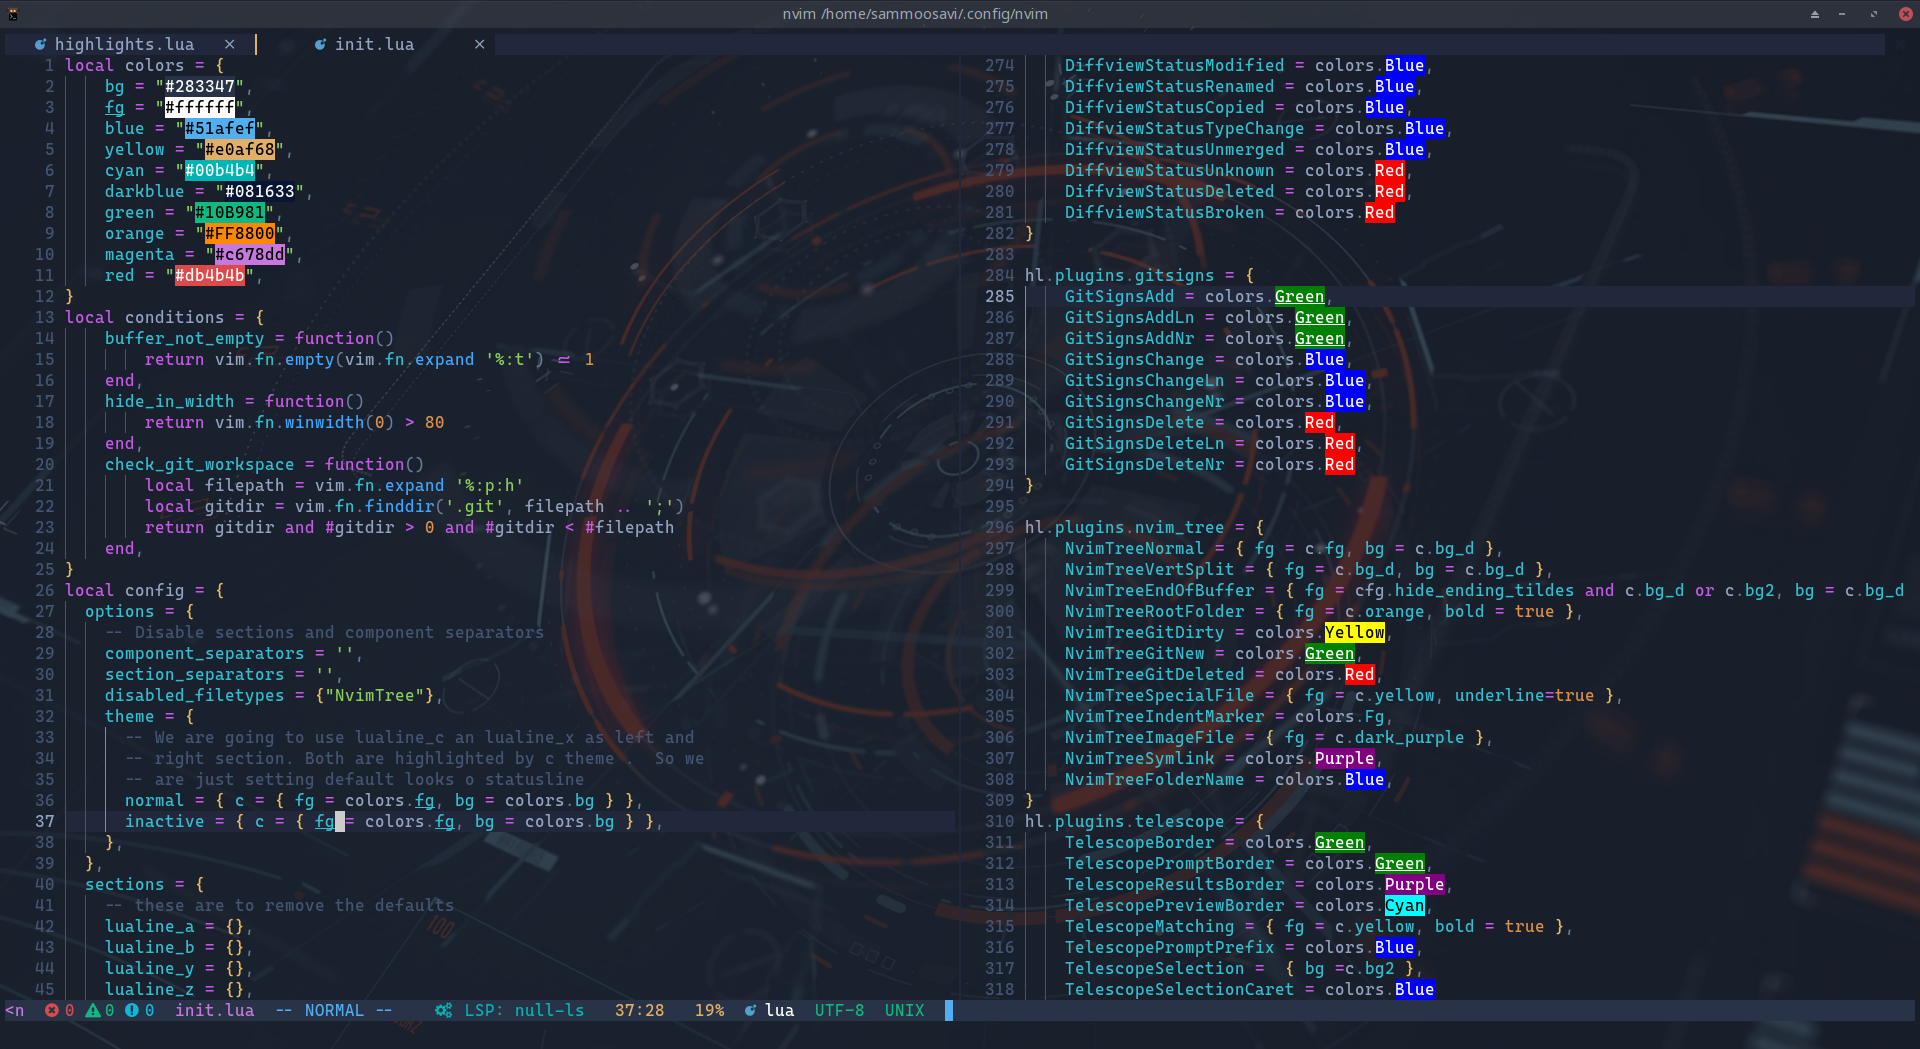 nvim /home/sammoosavi/.config/nvim
highlights.lua × init.lua ×
1 local colors = {
2 bg = "#283347",
3 fg = "#ffffff",
4 blue = "#51afef",
5 yellow = "#e0af68",
6 cyan = "#00b4b4",
7 darkblue = "#081633",
8 green = "#10B981",
9 orange = "#FF8800",
10 magenta = "#c678dd",
11 red = "#db4b4b",
12 }
13 local conditions = {
14 buffer_not_empty = function()
15 return vim.fn.empty(vim.fn.expand '%:t') ~= 1
16 end,
17 hide_in_width = function()
18 return vim.fn.winwidth(0) > 80
19 end,
20 check_git_workspace = function()
21 local filepath = vim.fn.expand '%:p:h'
22 local gitdir = vim.fn.finddir('.git', filepath .. ';')
23 return gitdir and #gitdir > 0 and #gitdir < #filepath
24 end,
25 }
26 local config = {
27 options = {
28 -- Disable sections and component separators
29 component_separators = '',
30 section_separators = '',
31 disabled_filetypes = {"NvimTree"},
32 theme = {
33 -- We are going to use lualine_c an lualine_x as left and
34 -- right section. Both are highlighted by c theme .  So we
35 -- are just setting default looks o statusline
36 normal = { c = { fg = colors.fg, bg = colors.bg } },
37 inactive = { c = { fg = colors.fg, bg = colors.bg } },
38 },
39 },
40 sections = {
41 -- these are to remove the defaults
42 lualine_a = {},
43 lualine_b = {},
44 lualine_y = {},
45 lualine_z = {},
274 DiffviewStatusModified = colors.Blue,
275 DiffviewStatusRenamed = colors.Blue,
276 DiffviewStatusCopied = colors.Blue,
277 DiffviewStatusTypeChange = colors.Blue,
278 DiffviewStatusUnmerged = colors.Blue,
279 DiffviewStatusUnknown = colors.Red,
280 DiffviewStatusDeleted = colors.Red,
281 DiffviewStatusBroken = colors.Red
282 }
283
284 hl.plugins.gitsigns = {
285 GitSignsAdd = colors.Green,
286 GitSignsAddLn = colors.Green,
287 GitSignsAddNr = colors.Green,
288 GitSignsChange = colors.Blue,
289 GitSignsChangeLn = colors.Blue,
290 GitSignsChangeNr = colors.Blue,
291 GitSignsDelete = colors.Red,
292 GitSignsDeleteLn = colors.Red,
293 GitSignsDeleteNr = colors.Red
294 }
295
296 hl.plugins.nvim_tree = {
297 NvimTreeNormal = { fg = c.fg, bg = c.bg_d },
298 NvimTreeVertSplit = { fg = c.bg_d, bg = c.bg_d },
299 NvimTreeEndOfBuffer = { fg = cfg.hide_ending_tildes and c.bg_d or c.bg2, bg = c.bg_d
300 NvimTreeRootFolder = { fg = c.orange, bold = true },
301 NvimTreeGitDirty = colors.Yellow,
302 NvimTreeGitNew = colors.Green,
303 NvimTreeGitDeleted = colors.Red,
304 NvimTreeSpecialFile = { fg = c.yellow, underline=true },
305 NvimTreeIndentMarker = colors.Fg,
306 NvimTreeImageFile = { fg = c.dark_purple },
307 NvimTreeSymlink = colors.Purple,
308 NvimTreeFolderName = colors.Blue,
309 }
310 hl.plugins.telescope = {
311 TelescopeBorder = colors.Green,
312 TelescopePromptBorder = colors.Green,
313 TelescopeResultsBorder = colors.Purple,
314 TelescopePreviewBorder = colors.Cyan,
315 TelescopeMatching = { fg = c.yellow, bold = true },
316 TelescopePromptPrefix = colors.Blue,
317 TelescopeSelection =  { bg =c.bg2 },
318 TelescopeSelectionCaret = colors.Blue
<n 0 0 0 init.lua -- NORMAL -- LSP: null-ls 37:28 19% lua UTF-8 UNIX